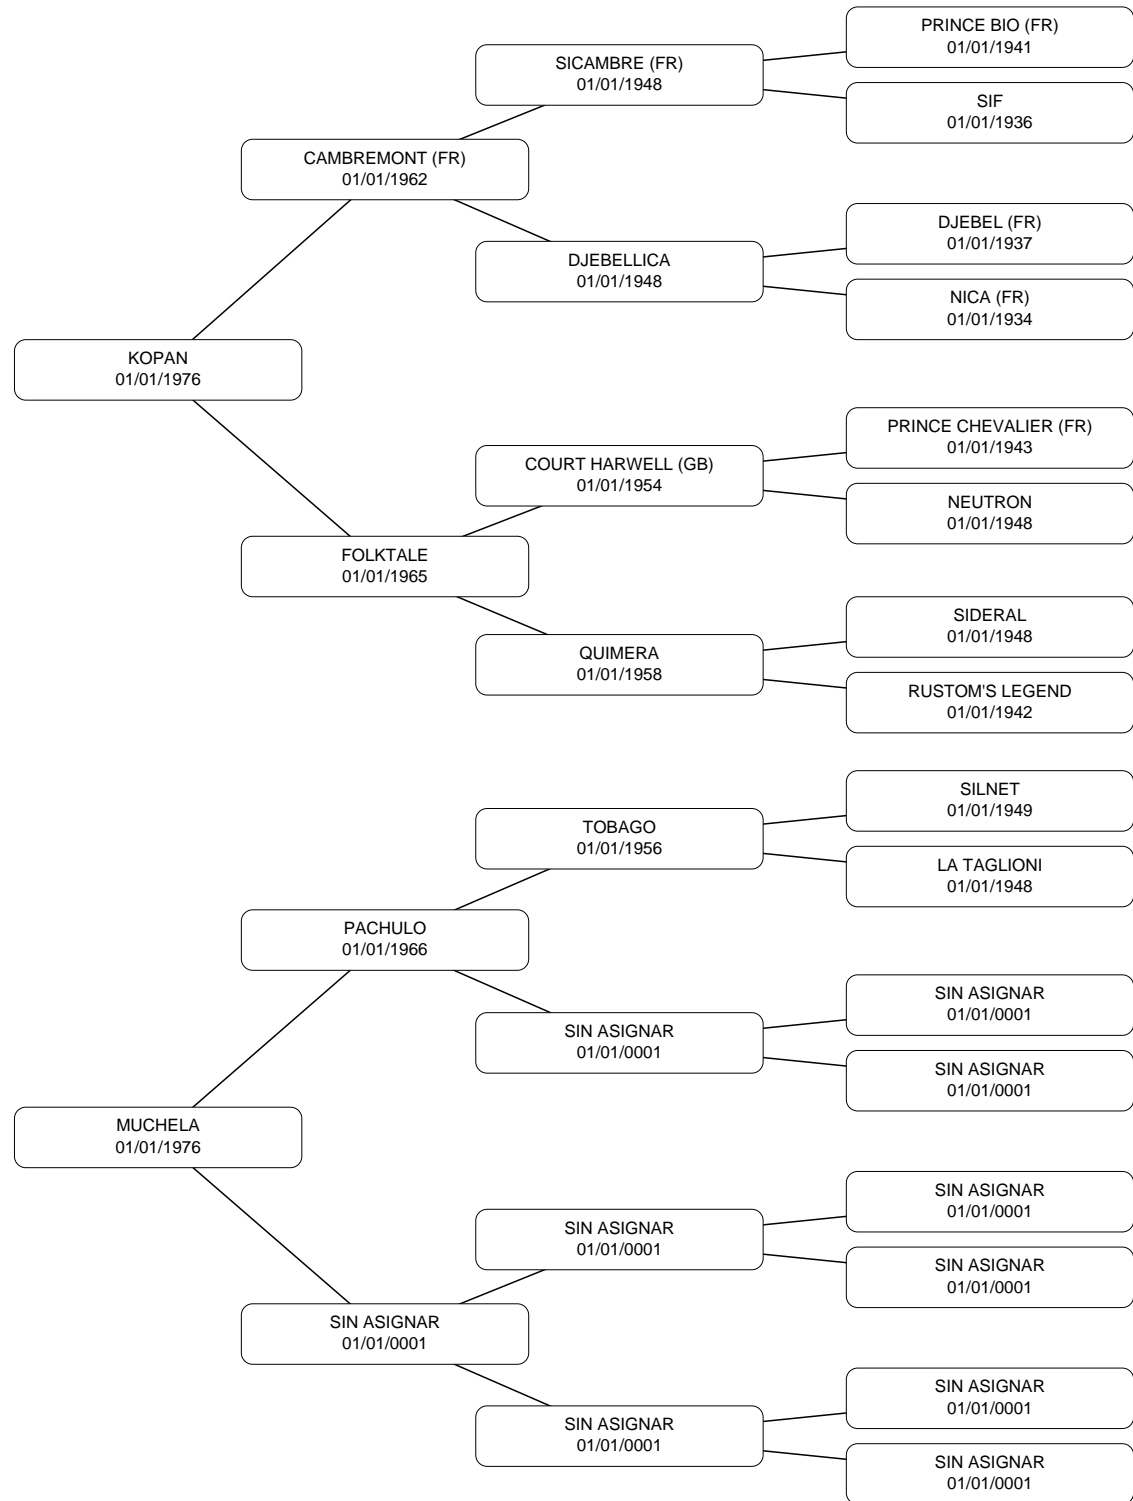 PRINCE BIO (FR)
01/01/1941
SICAMBRE (FR)
01/01/1948
SIF
01/01/1936
CAMBREMONT (FR)
01/01/1962
DJEBEL (FR)
01/01/1937
DJEBELLICA
01/01/1948
NICA (FR)
01/01/1934
KOPAN
01/01/1976
PRINCE CHEVALIER (FR)
01/01/1943
COURT HARWELL (GB)
01/01/1954
NEUTRON
01/01/1948
FOLKTALE
01/01/1965
SIDERAL
01/01/1948
QUIMERA
01/01/1958
RUSTOM'S LEGEND
01/01/1942
SILNET
01/01/1949
TOBAGO
01/01/1956
LA TAGLIONI
01/01/1948
PACHULO
01/01/1966
SIN ASIGNAR
01/01/0001
SIN ASIGNAR
01/01/0001
SIN ASIGNAR
01/01/0001
MUCHELA
01/01/1976
SIN ASIGNAR
01/01/0001
SIN ASIGNAR
01/01/0001
SIN ASIGNAR
01/01/0001
SIN ASIGNAR
01/01/0001
SIN ASIGNAR
01/01/0001
SIN ASIGNAR
01/01/0001
SIN ASIGNAR
01/01/0001